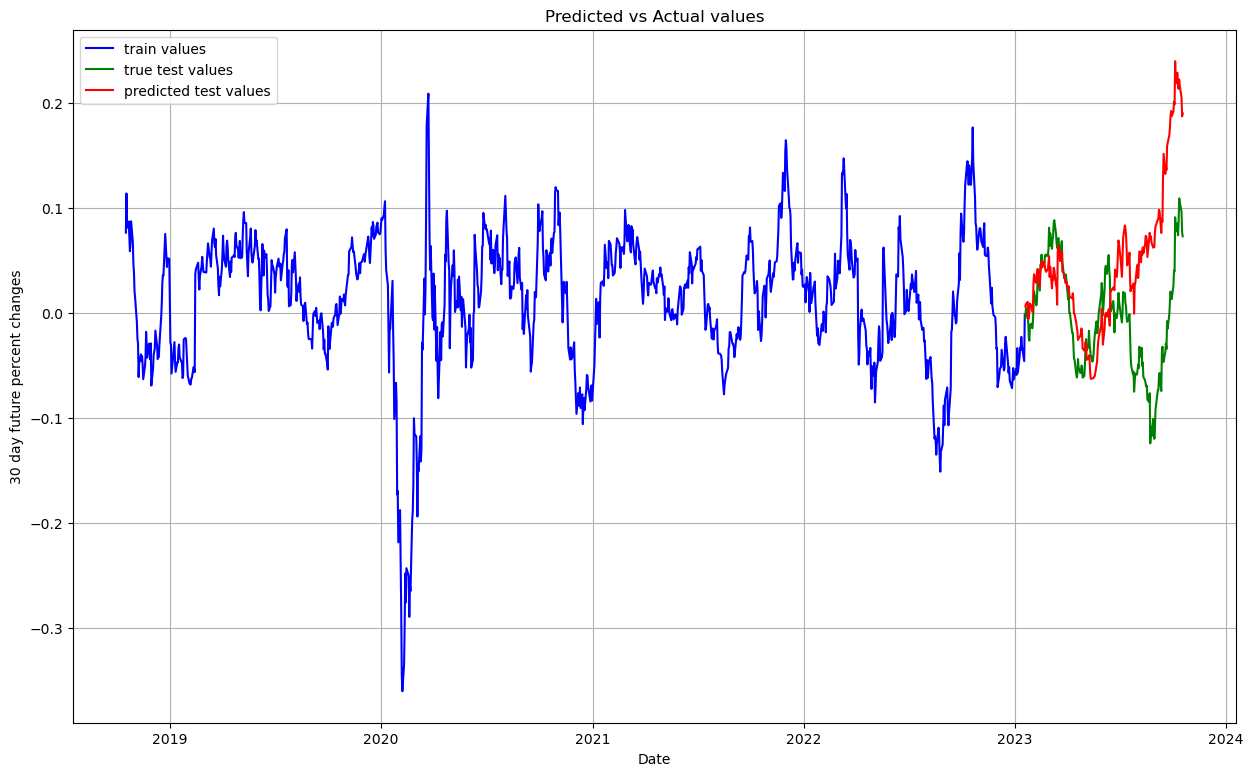 Predicted vs Actual values
train values
true test values
predicted test values
30 day future percent changes
0.2
0.1
0.0
−0.1
−0.2
−0.3
2019 2020 2021 2022 2023 2024
Date